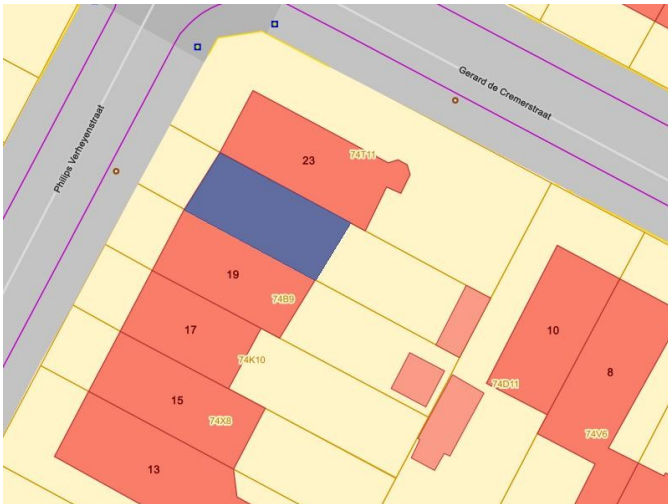 Philips Verheyenstraat
Gerard de Cremerstraat
23
74T11
19
74B9
17
74K10
15
74X8
13
10
8
74D11
74V6